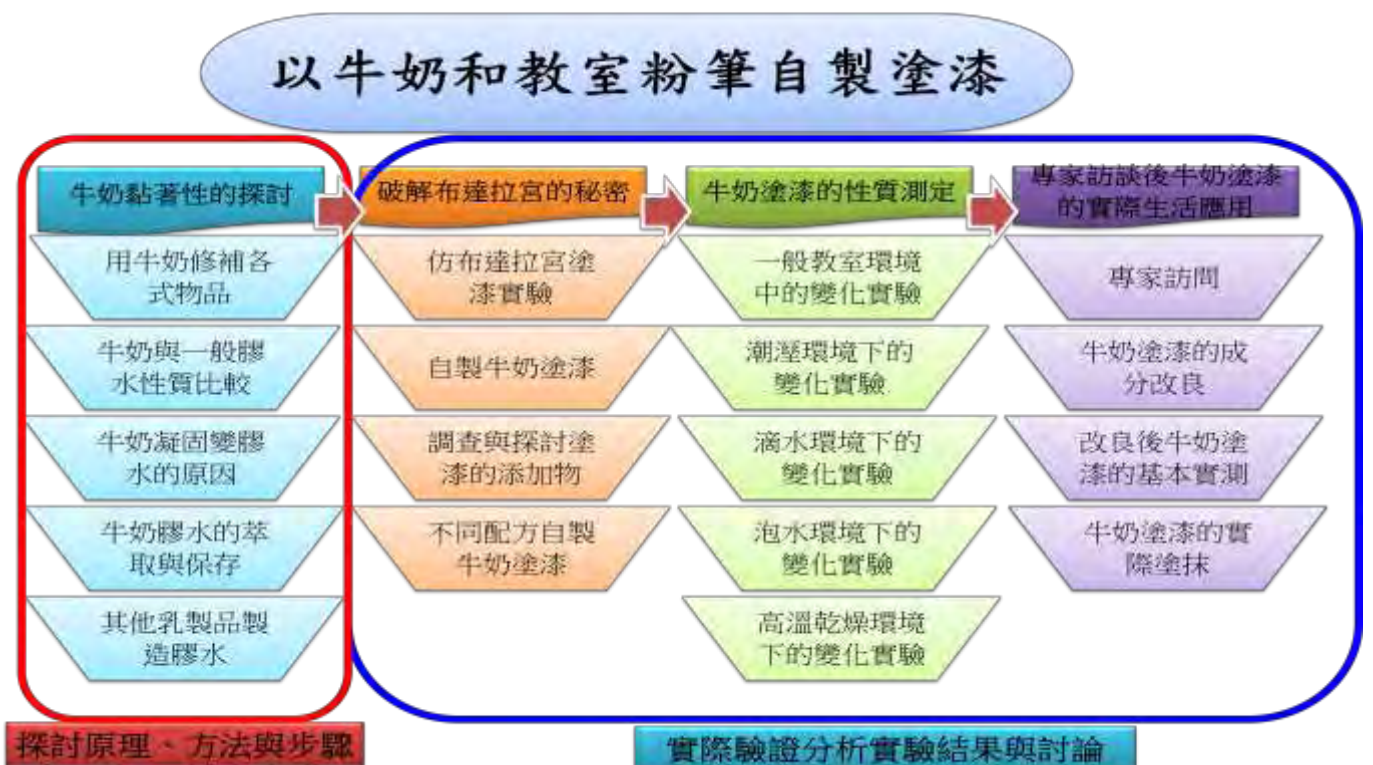 以牛奶和教室粉筆自製塗漆
牛奶黏著性的探討
用牛奶修補各
式物品
牛奶與一般膠
水性質比較
牛奶凝固變膠
水的原因
牛奶膠水的萃
取與保存
其他乳製品製
造膠水
探討原理、方法與步驟
破解布達拉宮的秘密
仿布達拉宮塗
漆實驗
自製牛奶塗漆
調查與探討塗
漆的添加物
不同配方自製
牛奶塗漆
牛奶塗漆的性質測定
一般教室環境
中的變化實驗
潮溼環境下的
變化實驗
滴水環境下的
變化實驗
泡水環境下的
變化實驗
高溫乾燥環境
下的變化實驗
專家訪談後牛奶塗漆
的實際生活應用
專家訪問
牛奶塗漆的成
分改良
改良後牛奶塗
漆的基本實測
牛奶塗漆的實
際塗抹
實際驗證分析實驗結果與討論